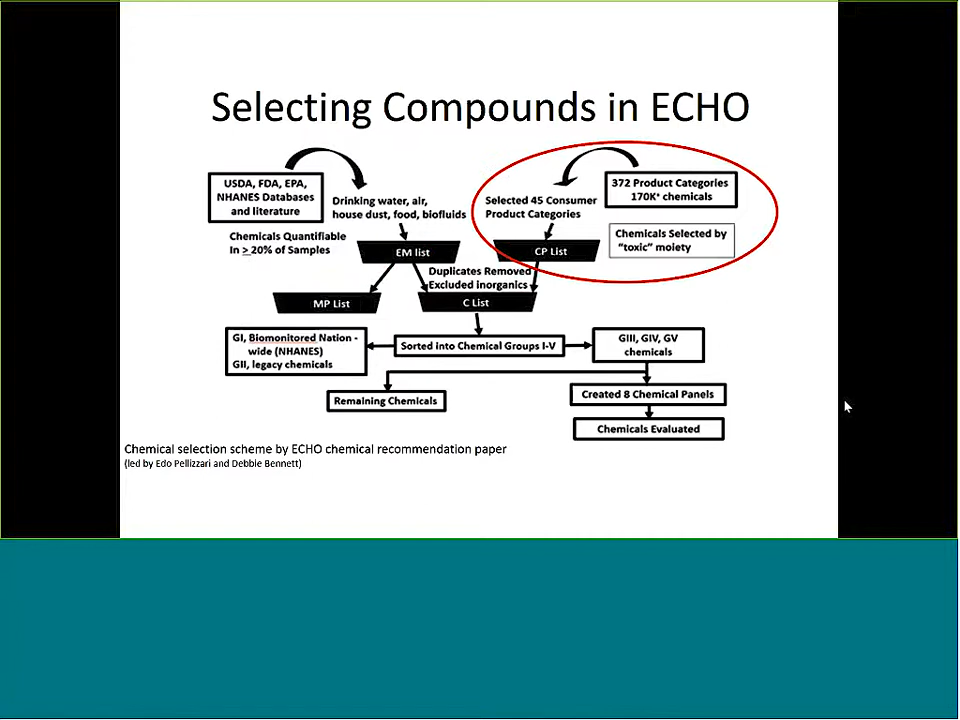 Selecting Compounds in ECHO
USDA, FDA, EPA,
NHANES Databases
and literature
Drinking water, air,
house dust, food, biofluids
Selected 45 Consumer
Product Categories
372 Product Categories
170K+ chemicals
Chemicals Quantifiable
In > 20% of Samples
Chemicals Selected by
"toxic" moiety
EM list
CP List
Duplicates Removed
Excluded inorganics
MP List
C List
GI, Biomonitored Nation -
wide (NHANES)
GII, legacy chemicals
Sorted into Chemical Groups I-V
GIII, GIV, GV
chemicals
Remaining Chemicals
Created 8 Chemical Panels
Chemicals Evaluated
Chemical selection scheme by ECHO chemical recommendation paper
(led by Edo Pellizzari and Debbie Bennett)